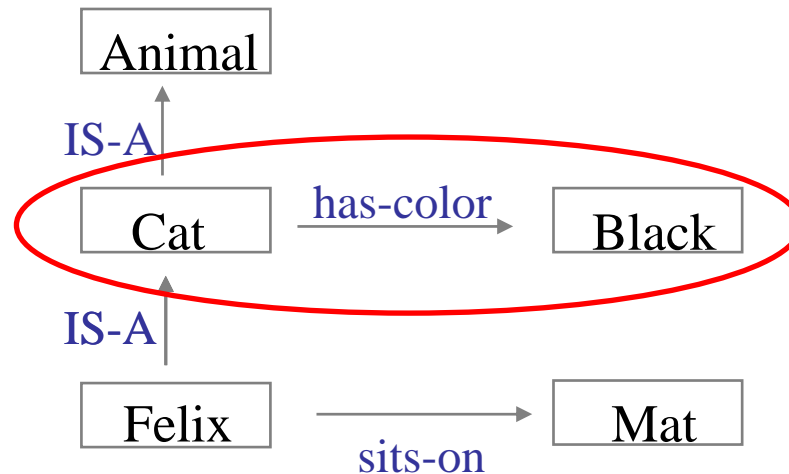 Animal
IS-A
Cat
has-color
Black
IS-A
Felix
sits-on
Mat